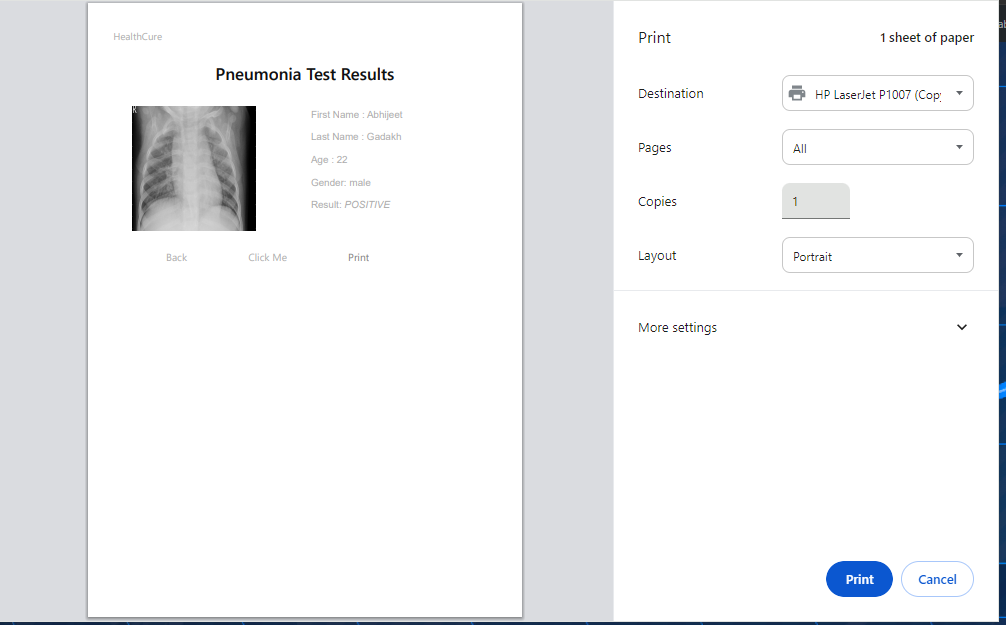 HealthCure
Pneumonia Test Results
R
First Name : Abhijeet
Last Name : Gadakh
Age : 22
Gender: male
Result: POSITIVE
Back Click Me Print
Print 1 sheet of paper
Destination HP LaserJet P1007 (Copy
Pages All
Copies 1
Layout Portrait
More settings
Print Cancel